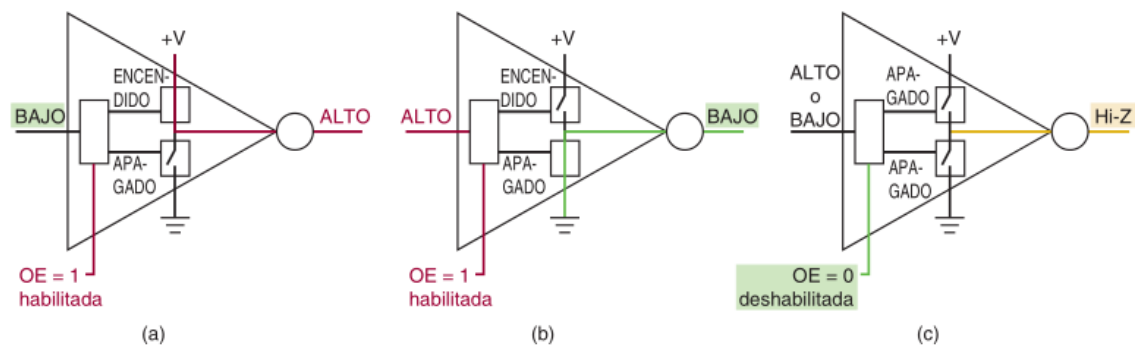 +V
ENCEN-
DIDO
BAJO
ALTO
APA-
GADO
OE = 1
habilitada
(a)
+V
ENCEN-
DIDO
ALTO
BAJO
APA-
GADO
OE = 1
habilitada
(b)
+V
ALTO
o
BAJO
APA-
GADO
Hi-Z
APA-
GADO
OE = 0
deshabilitada
(c)